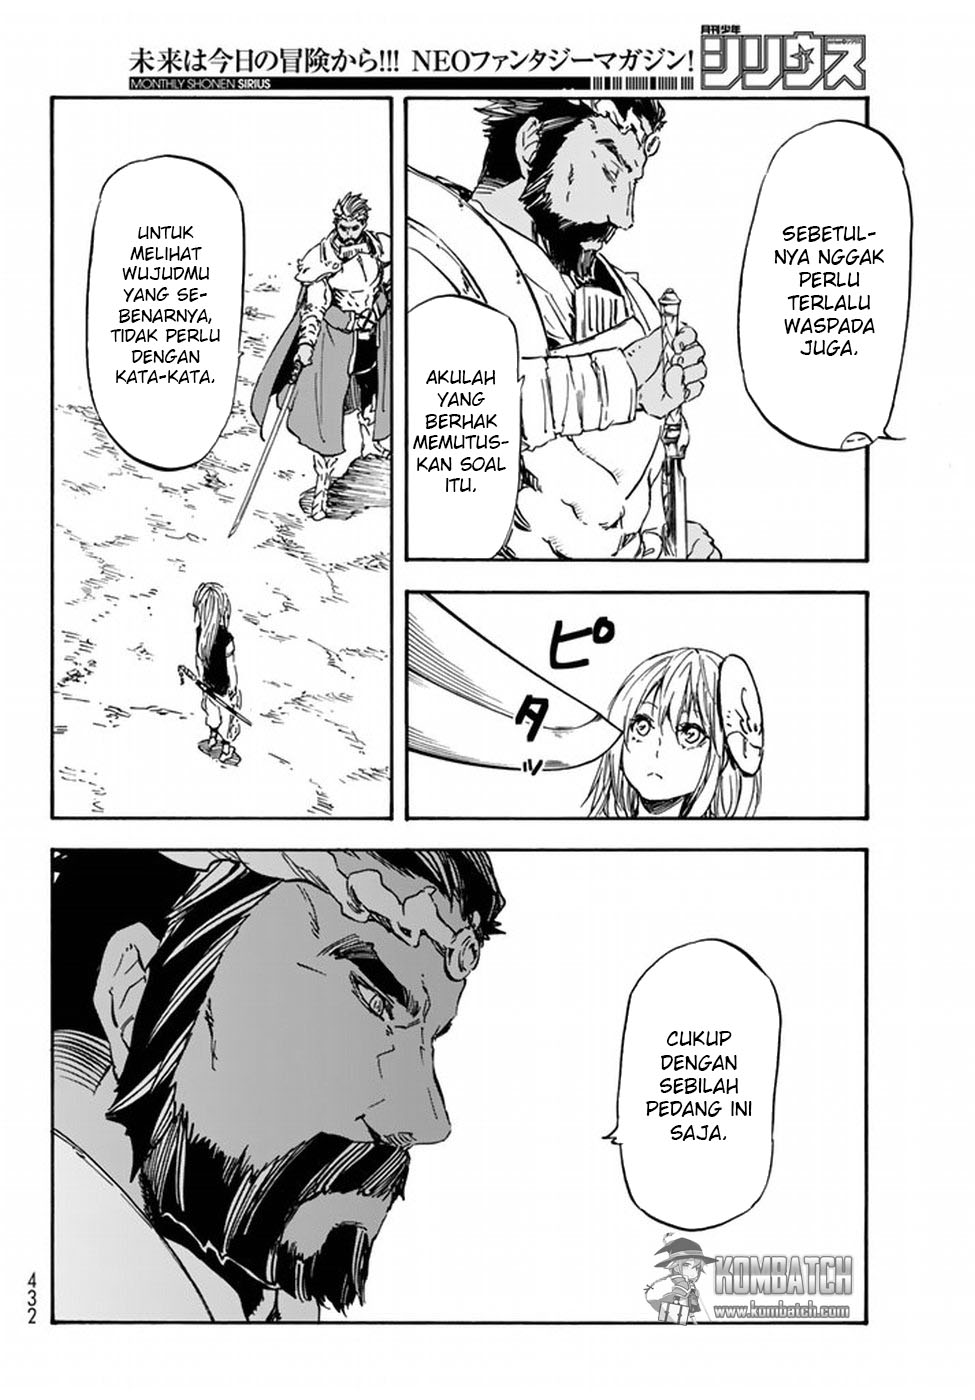 未来は今日の冒険から!!! NEOファンタジーマガジン!
月刊少年
シリウス
MONTHLY SHONEN SIRIUS
SEBETUL-
NYA NGGAK
PERLU
TERLALU
WASPADA
JUGA.
AKULAH
YANG
BERHAK
MEMUTUS-
KAN SOAL
ITU.
UNTUK
MELIHAT
WUJUDMU
YANG SE-
BENARNYA,
TIDAK PERLU
DENGAN
KATA-KATA.
ピタッ
CUKUP
DENGAN
SEBILAH
PEDANG INI
SAJA.
KOMBATCH
www.kombatch.com
432